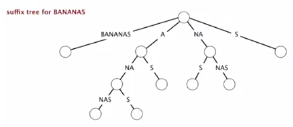 suffix tree for BANANAS
BANANAS A NA S
NA S S NAS
NAS S